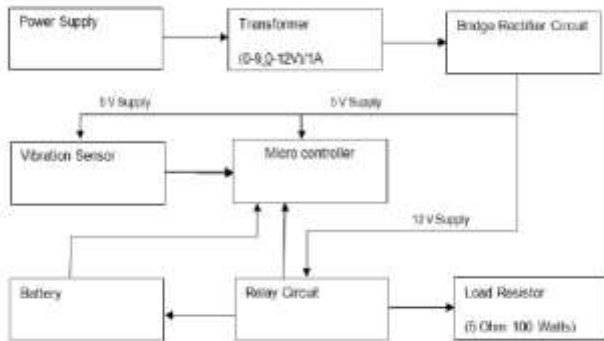 Power Supply
Transformer
(0-9,0-12V)/1A
Bridge Rectifier Circuit
5 V Supply
5 V Supply
Vibration Sensor
Micro controller
12 V Supply
Battery
Relay Circuit
Load Resistor
(5 Ohm 100 Watts)